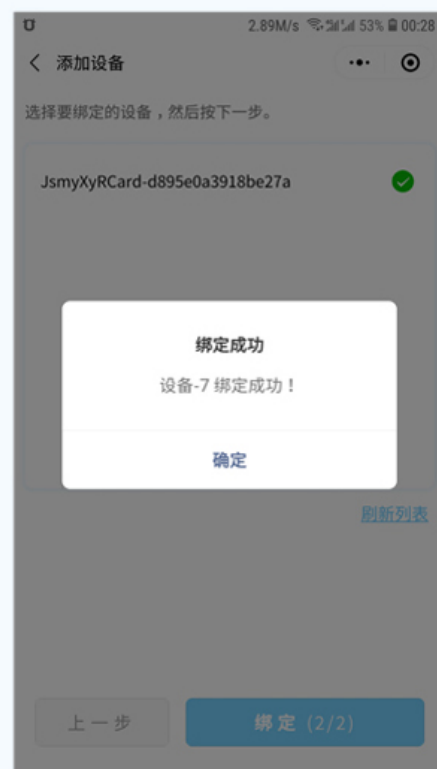 2.89M/s 53% 00:28
添加设备
选择要绑定的设备，然后按下一步。
JsmyXyRCard-d895e0a3918be27a
绑定成功
设备-7 绑定成功！
确定
刷新列表
上一步 绑定 (2/2)